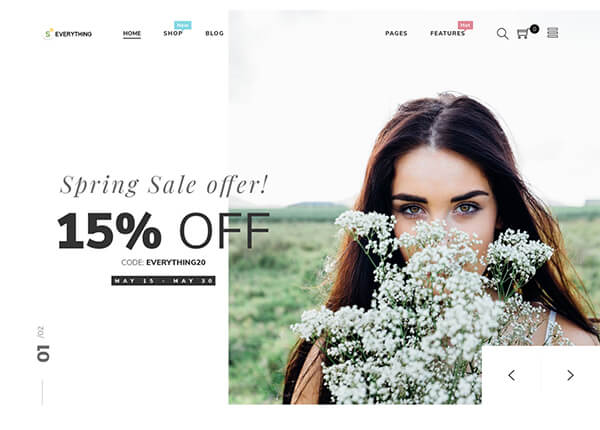 EVERYTHING
HOME
SHOP
New
BLOG
PAGES
FEATURES
Hot
0
Spring Sale offer!
15% OFF
CODE: EVERYTHING20
MAY 15 - MAY 30
01 /02